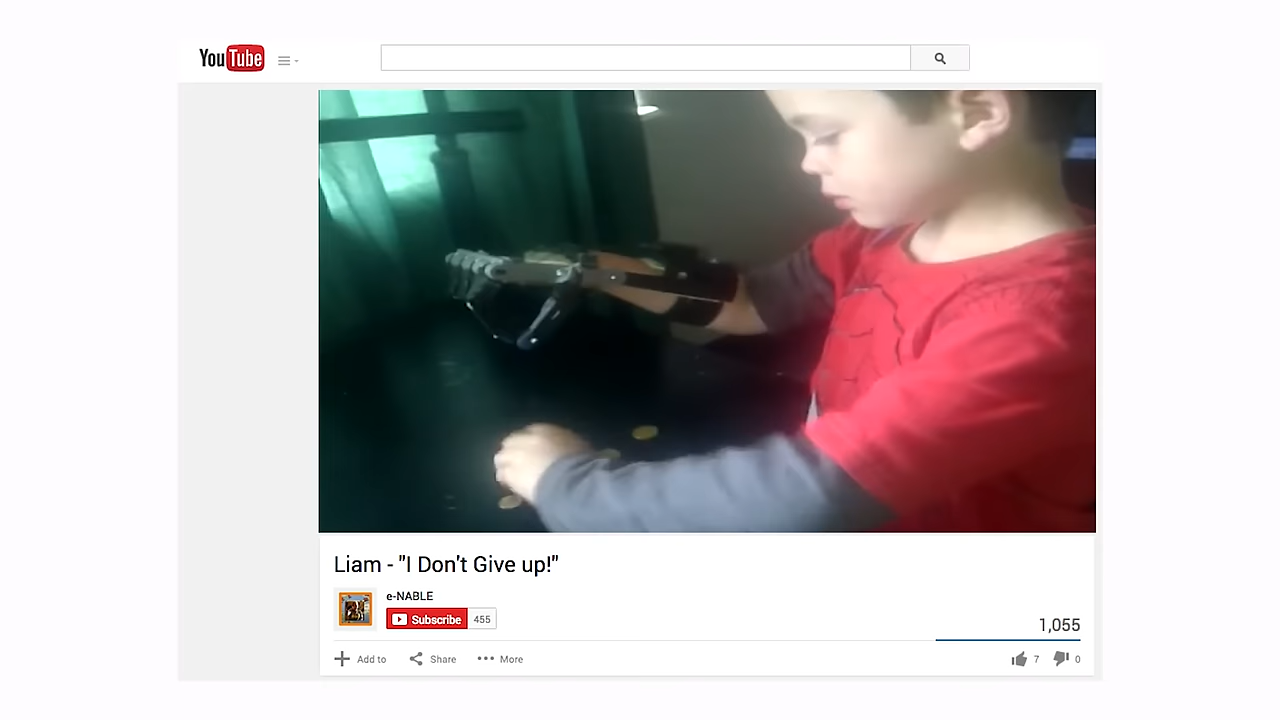 YouTube
Liam - "I Don't Give up!"
e-NABLE
Subscribe 455
1,055
Add to Share More 7 0